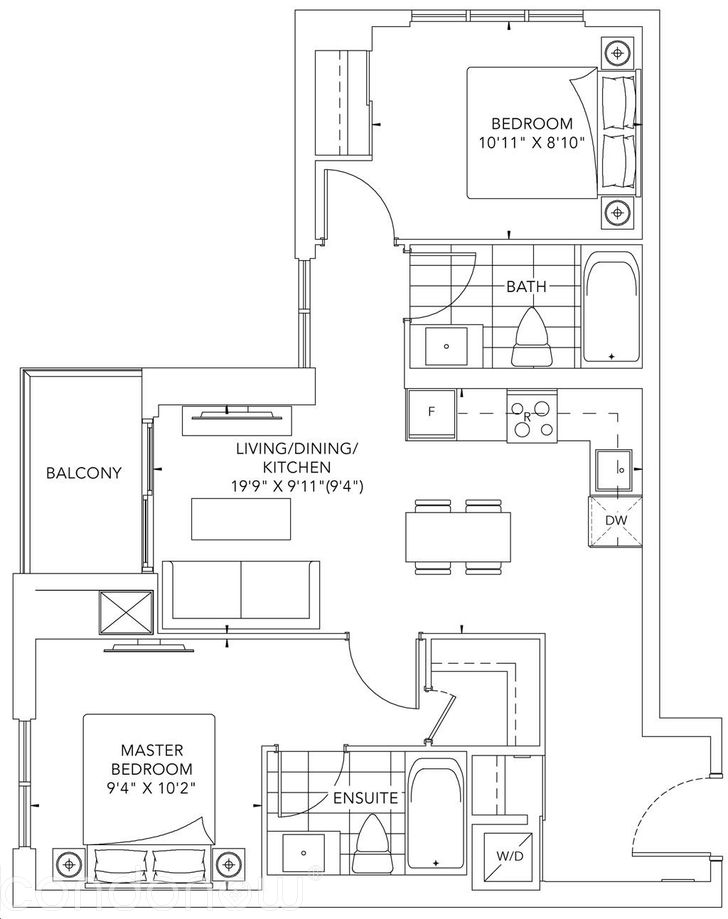 BEDROOM
10'11" X 8'10"
BATH
F
R
LIVING/DINING/
KITCHEN
19'9" X 9'11"(9'4")
BALCONY
DW
MASTER
BEDROOM
9'4" X 10'2"
ENSUITE
W/D
condonow